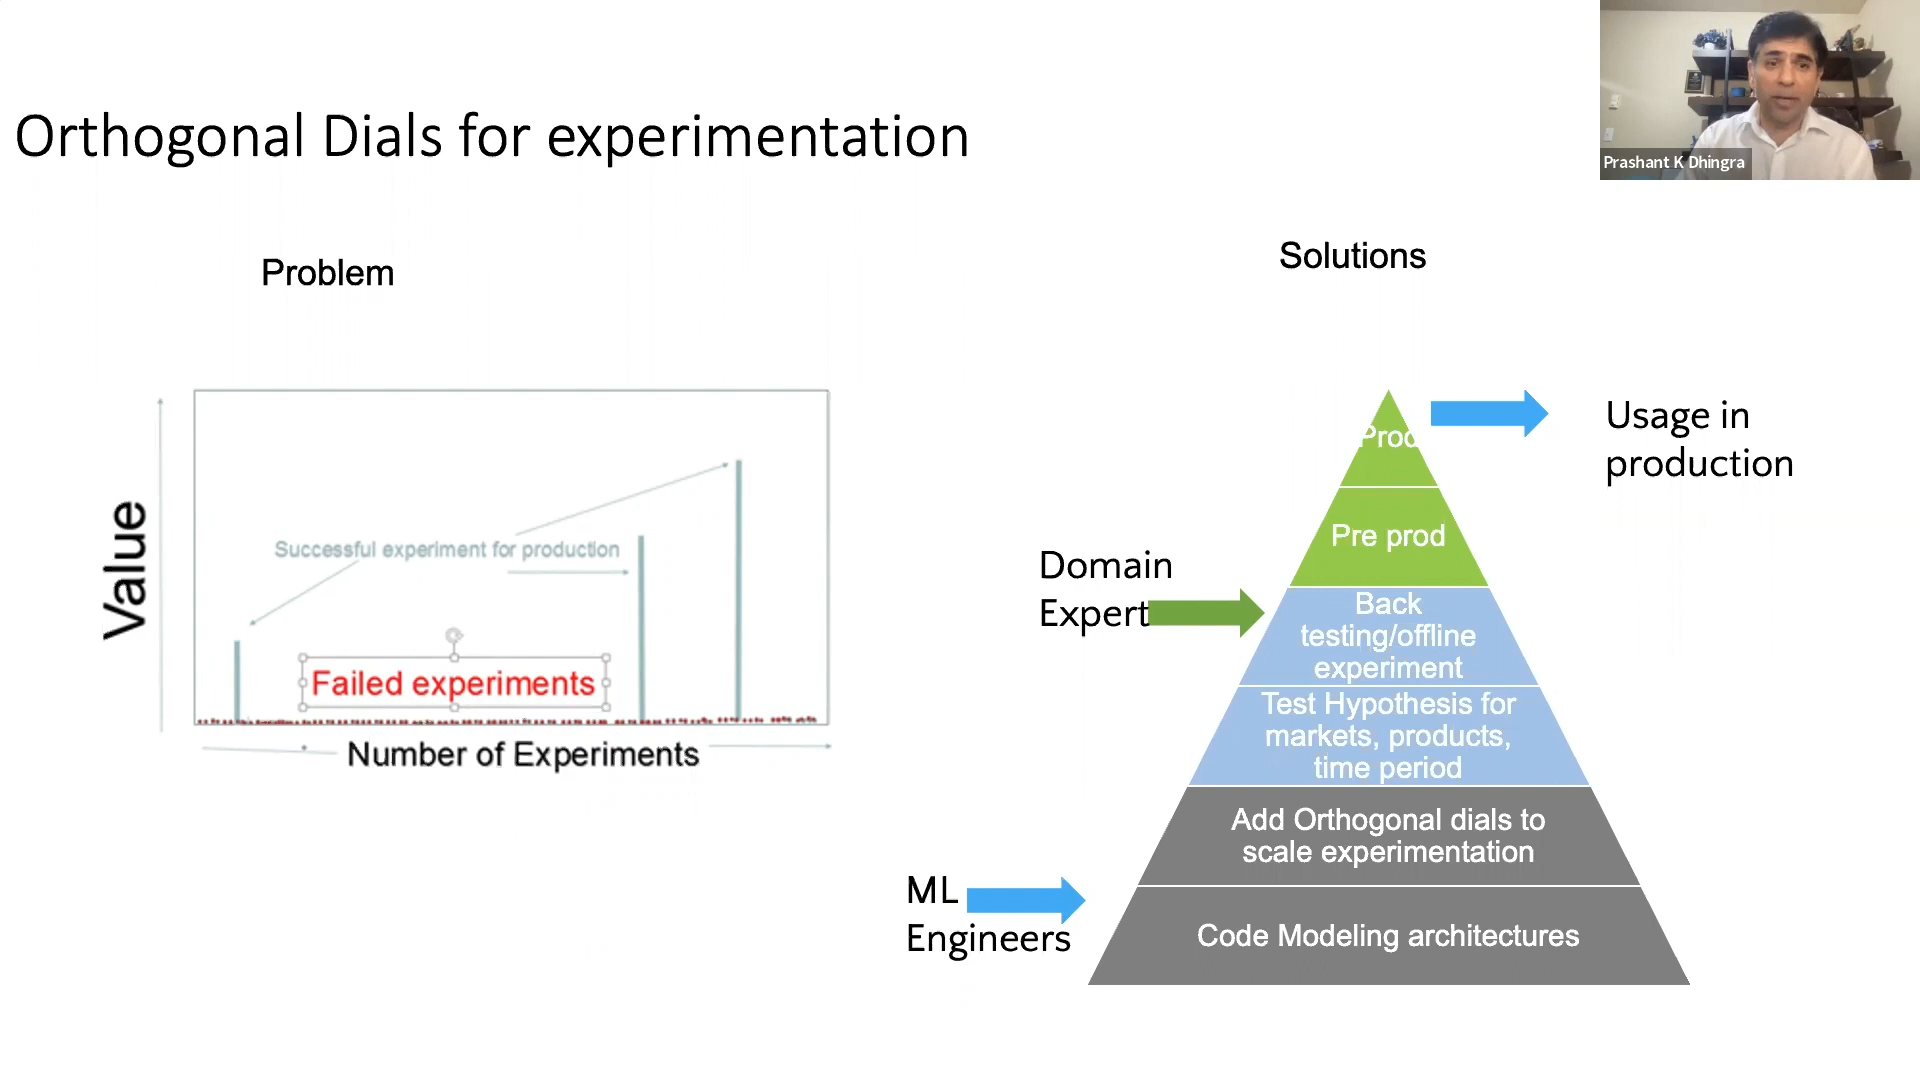 Orthogonal Dials for experimentation
Prashant K Dhingra
Problem
Value
Successful experiment for production
Failed experiments
Number of Experiments
Solutions
Prod
Pre prod
Back
testing/offline
experiment
Test Hypothesis for
markets, products,
time period
Add Orthogonal dials to
scale experimentation
Code Modeling architectures
Usage in
production
Domain
Expert
ML
Engineers